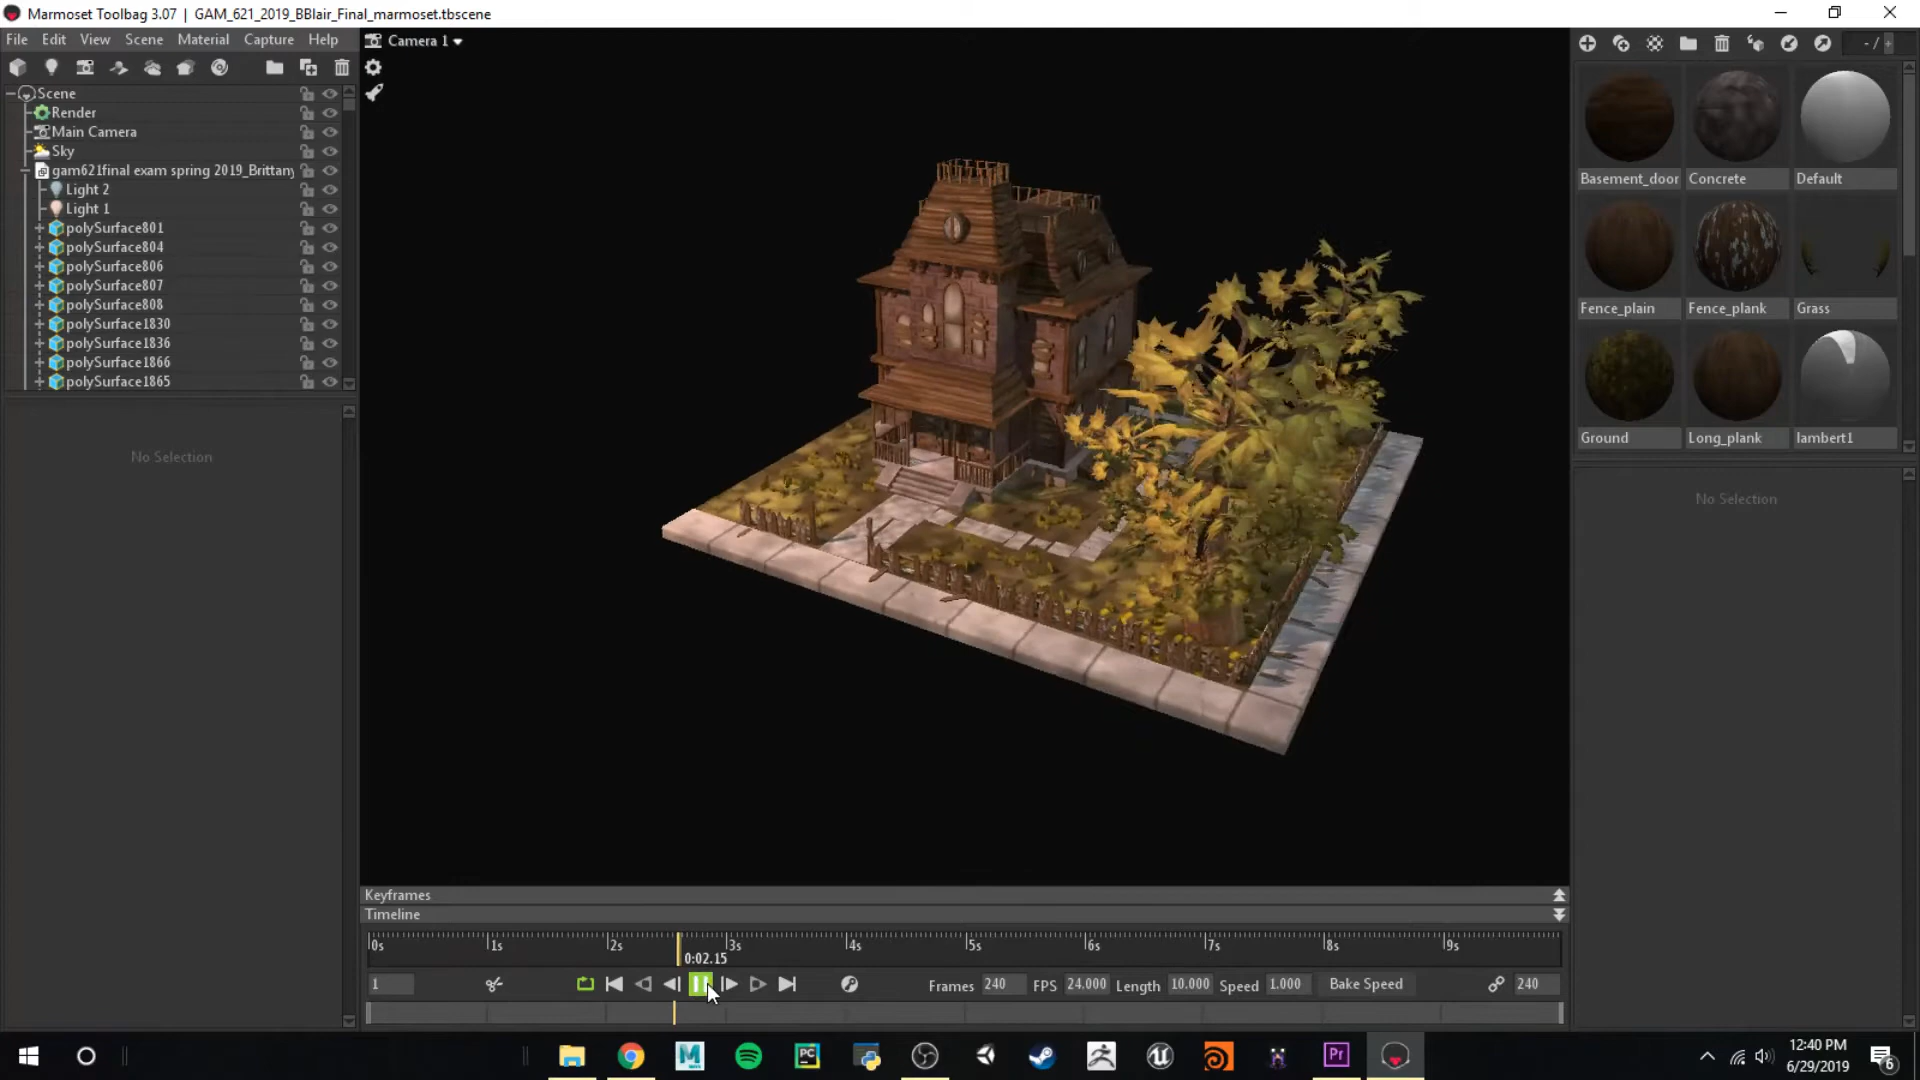 Marmoset Toolbag 3.07 | GAM_621_2019_BBlair_Final_marmoset.tbscene
File Edit View Scene Material Capture Help
Camera 1
- / +
Scene
Render
Main Camera
Sky
gam621final exam spring 2019_Brittany
Light 2
Light 1
polySurface801
polySurface804
polySurface806
polySurface807
polySurface808
polySurface1830
polySurface1836
polySurface1866
polySurface1865
No Selection
Basement_door Concrete Default
Fence_plain Fence_plank Grass
Ground Long_plank lambert1
No Selection
Keyframes
Timeline
0s 1s 2s 3s 4s 5s 6s 7s 8s 9s
0:02.15
1 Frames 240 FPS 24.000 Length 10.000 Speed 1.000 Bake Speed 240
M PC Pr
12:40 PM
6/29/2019
6